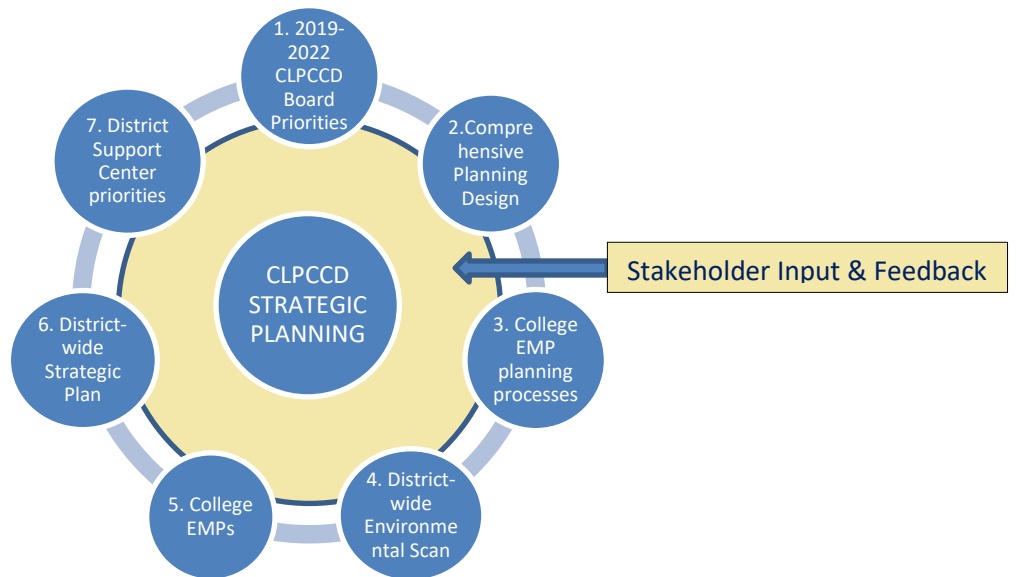 1. 2019-
2022
CLPCCD
Board
Priorities
2.Compre
hensive
Planning
Design
3. College
EMP
planning
processes
4. District-
wide
Environme
ntal Scan
5. College
EMPs
6. District-
wide
Strategic
Plan
7. District
Support
Center
priorities
CLPCCD
STRATEGIC
PLANNING
Stakeholder Input & Feedback